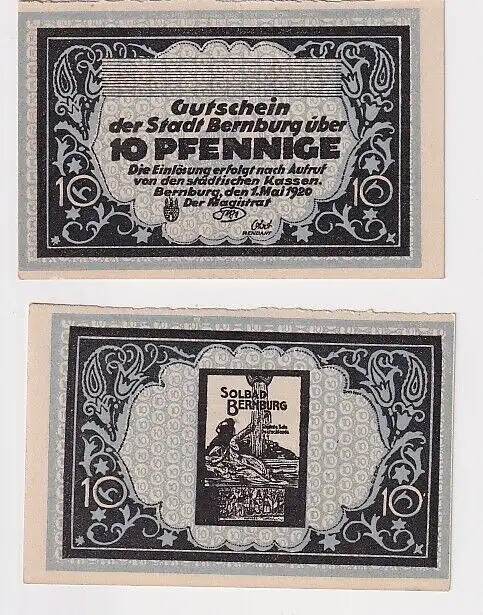 Gutschein
der Stadt Bernburg über
10 PFENNIGE
Die Einlösung erfolgt nach Aufruf
von den städtischen Kassen.
Bernburg, den 1. Mai 1920
Der Magistrat
RENDANT
10
10
SOLBAD
BERNBURG
10
10